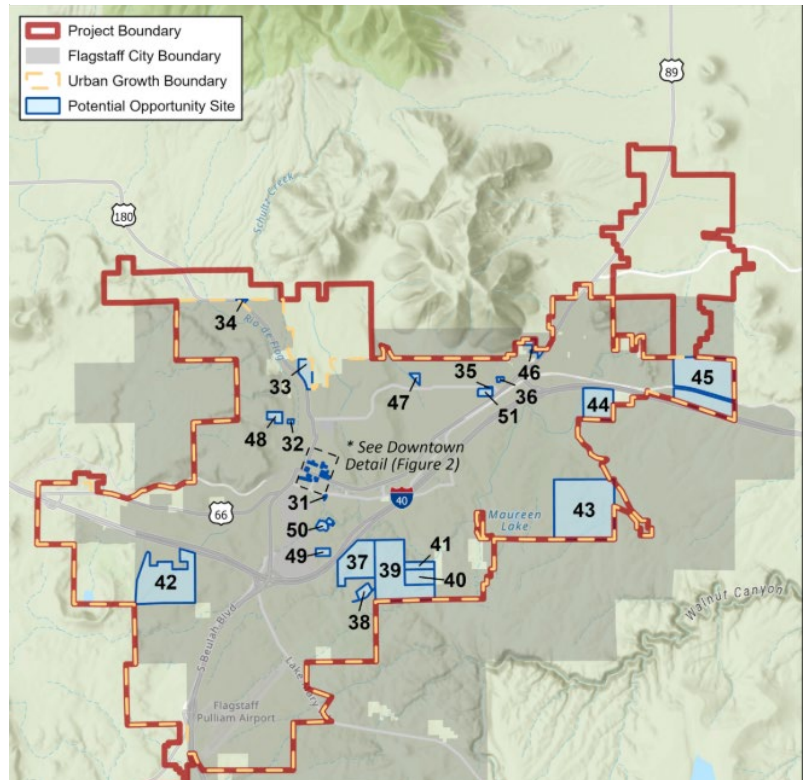 Project Boundary
Flagstaff City Boundary
Urban Growth Boundary
Potential Opportunity Site
89
180
Schultz Creek
34
Rio de Flag
33
35
46
36
45
47
51
44
48
32
* See Downtown
Detail (Figure 2)
31
40
66
43
Maureen
Lake
50
49
37
39
41
40
42
38
Walnut Canyon
S Beulah Blvd
Lake Mary
Flagstaff
Pulliam Airport